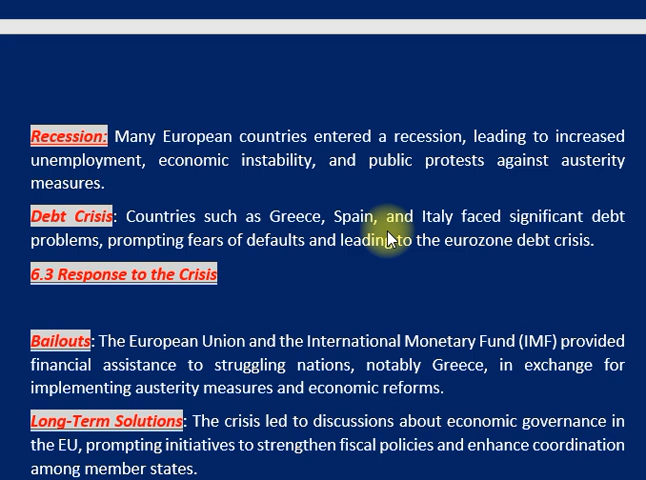 Recession: Many European countries entered a recession, leading to increased
unemployment, economic instability, and public protests against austerity
measures.
Debt Crisis: Countries such as Greece, Spain, and Italy faced significant debt
problems, prompting fears of defaults and leading to the eurozone debt crisis.
6.3 Response to the Crisis
Bailouts: The European Union and the International Monetary Fund (IMF) provided
financial assistance to struggling nations, notably Greece, in exchange for
implementing austerity measures and economic reforms.
Long-Term Solutions: The crisis led to discussions about economic governance in
the EU, prompting initiatives to strengthen fiscal policies and enhance coordination
among member states.